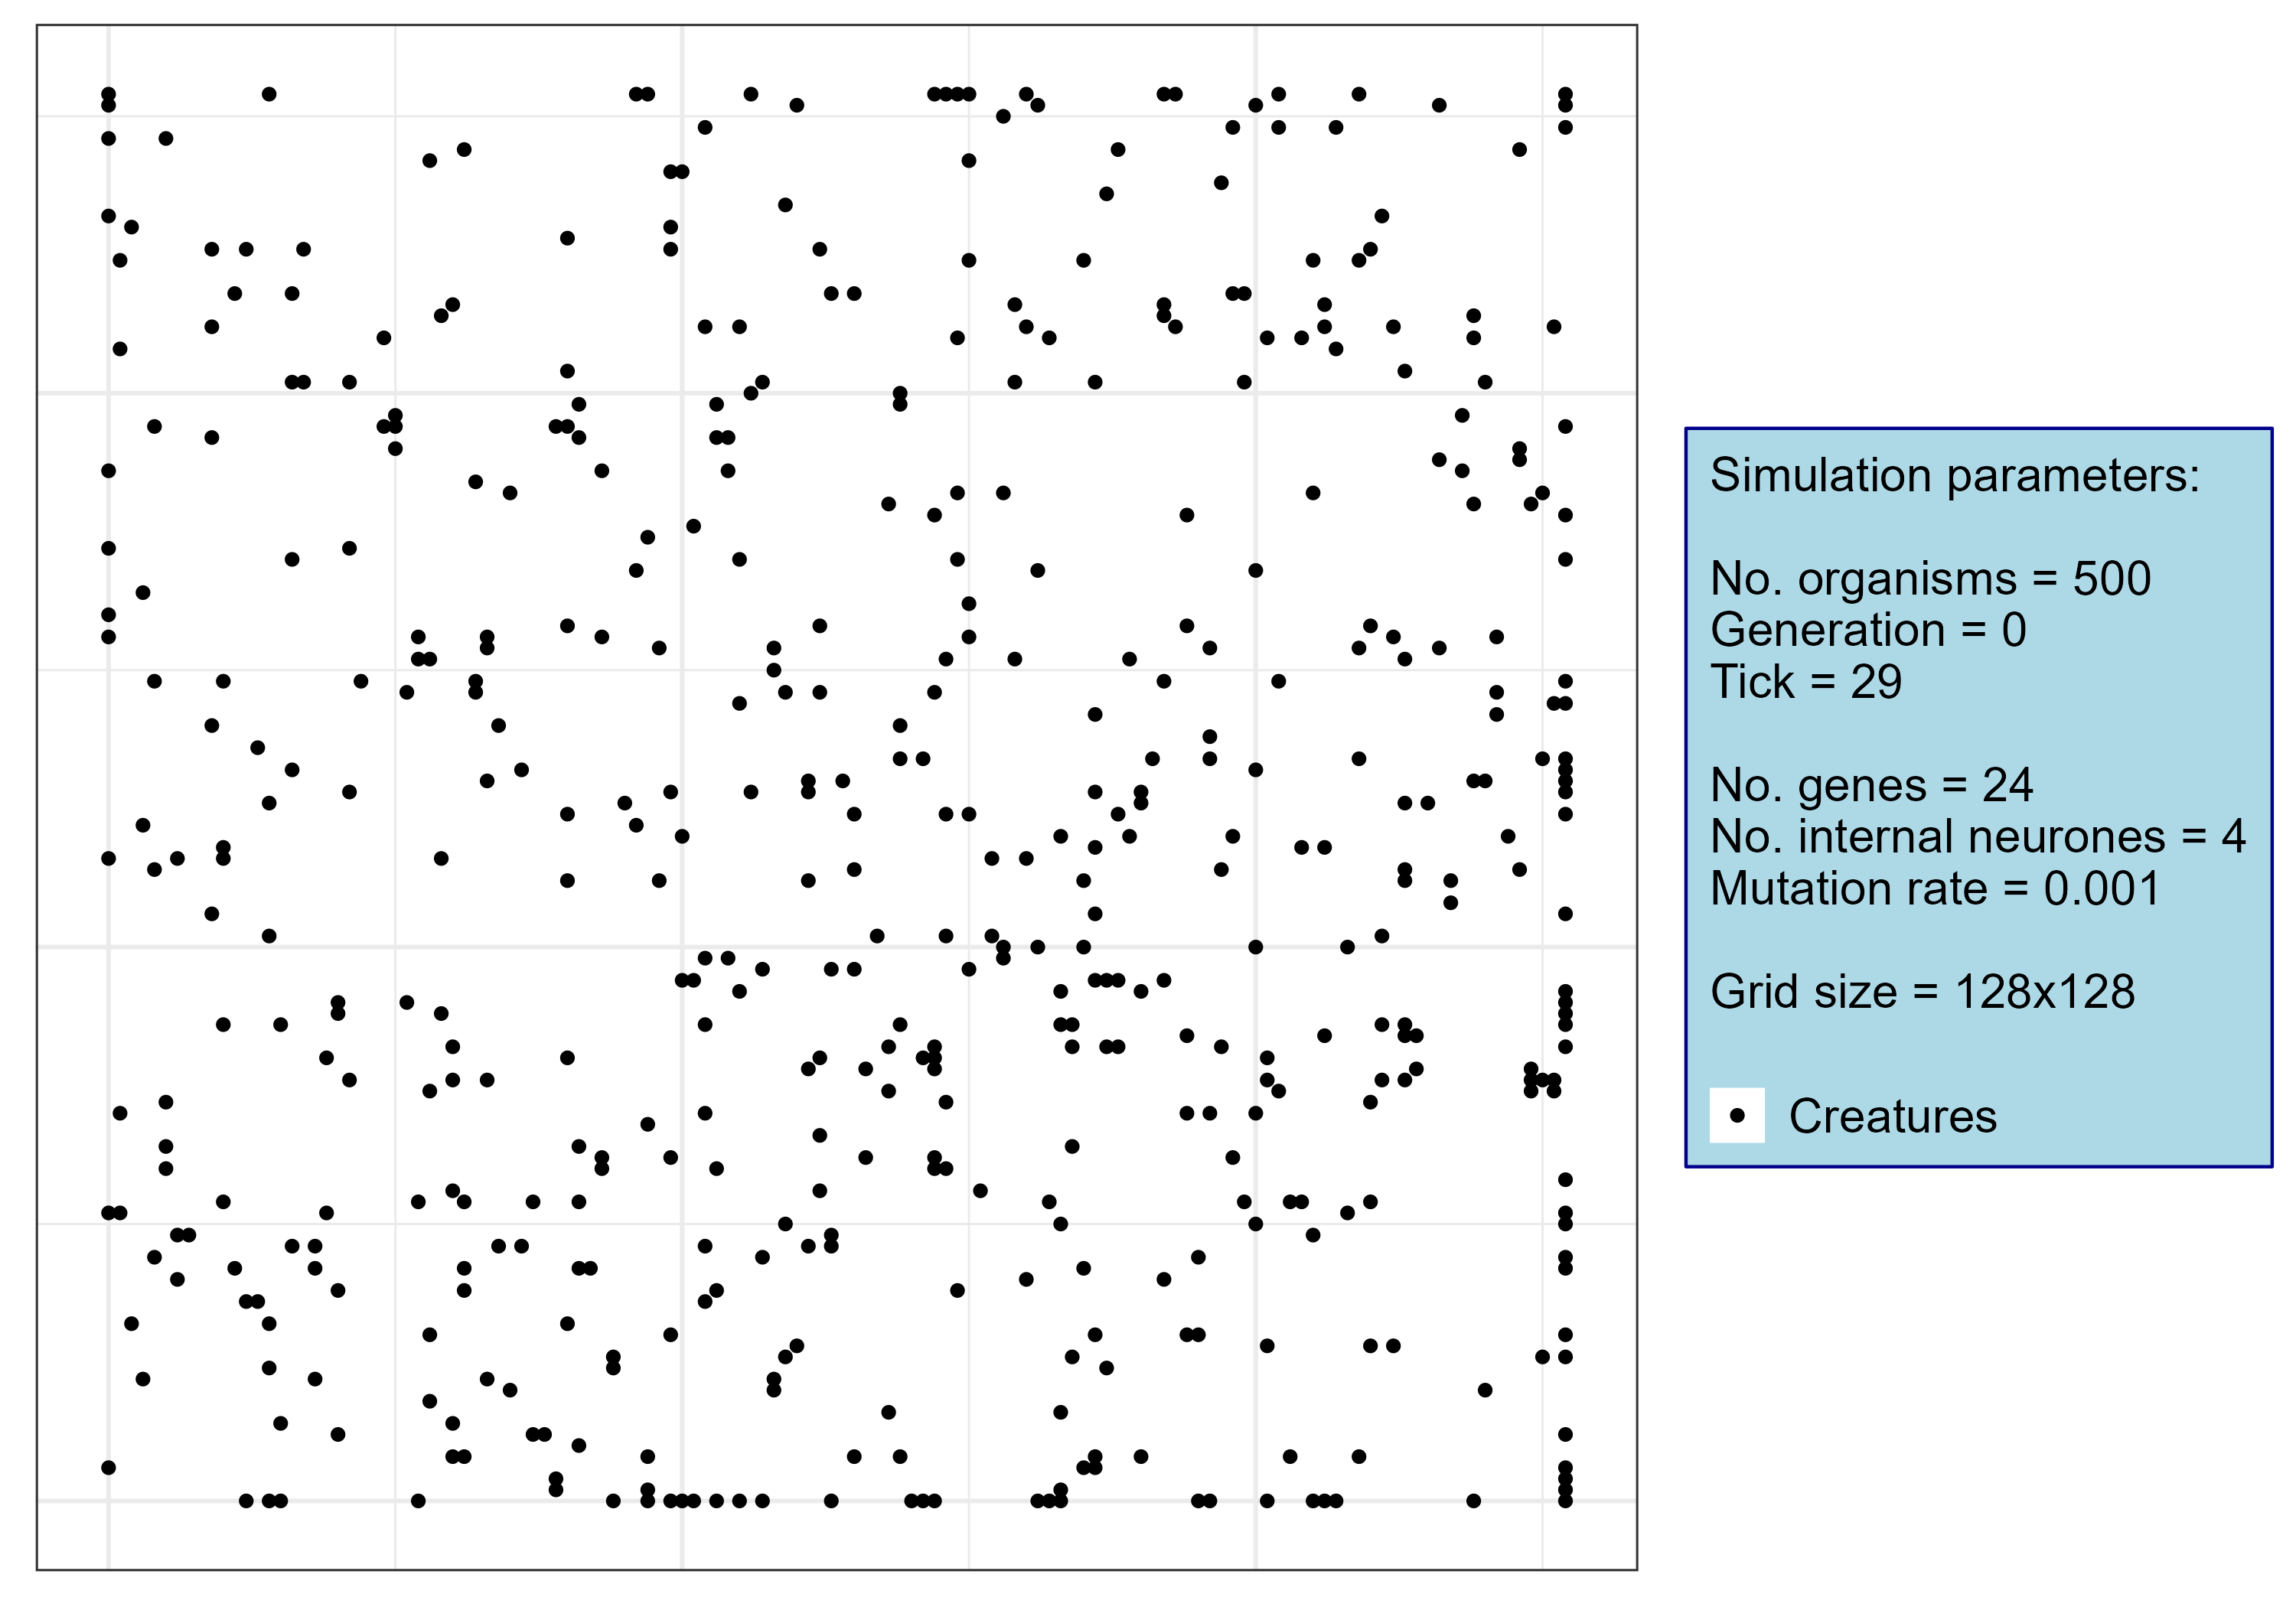 Simulation parameters:
No. organisms = 500
Generation = 0
Tick = 29
No. genes = 24
No. internal neurones = 4
Mutation rate = 0.001
Grid size = 128x128
Creatures